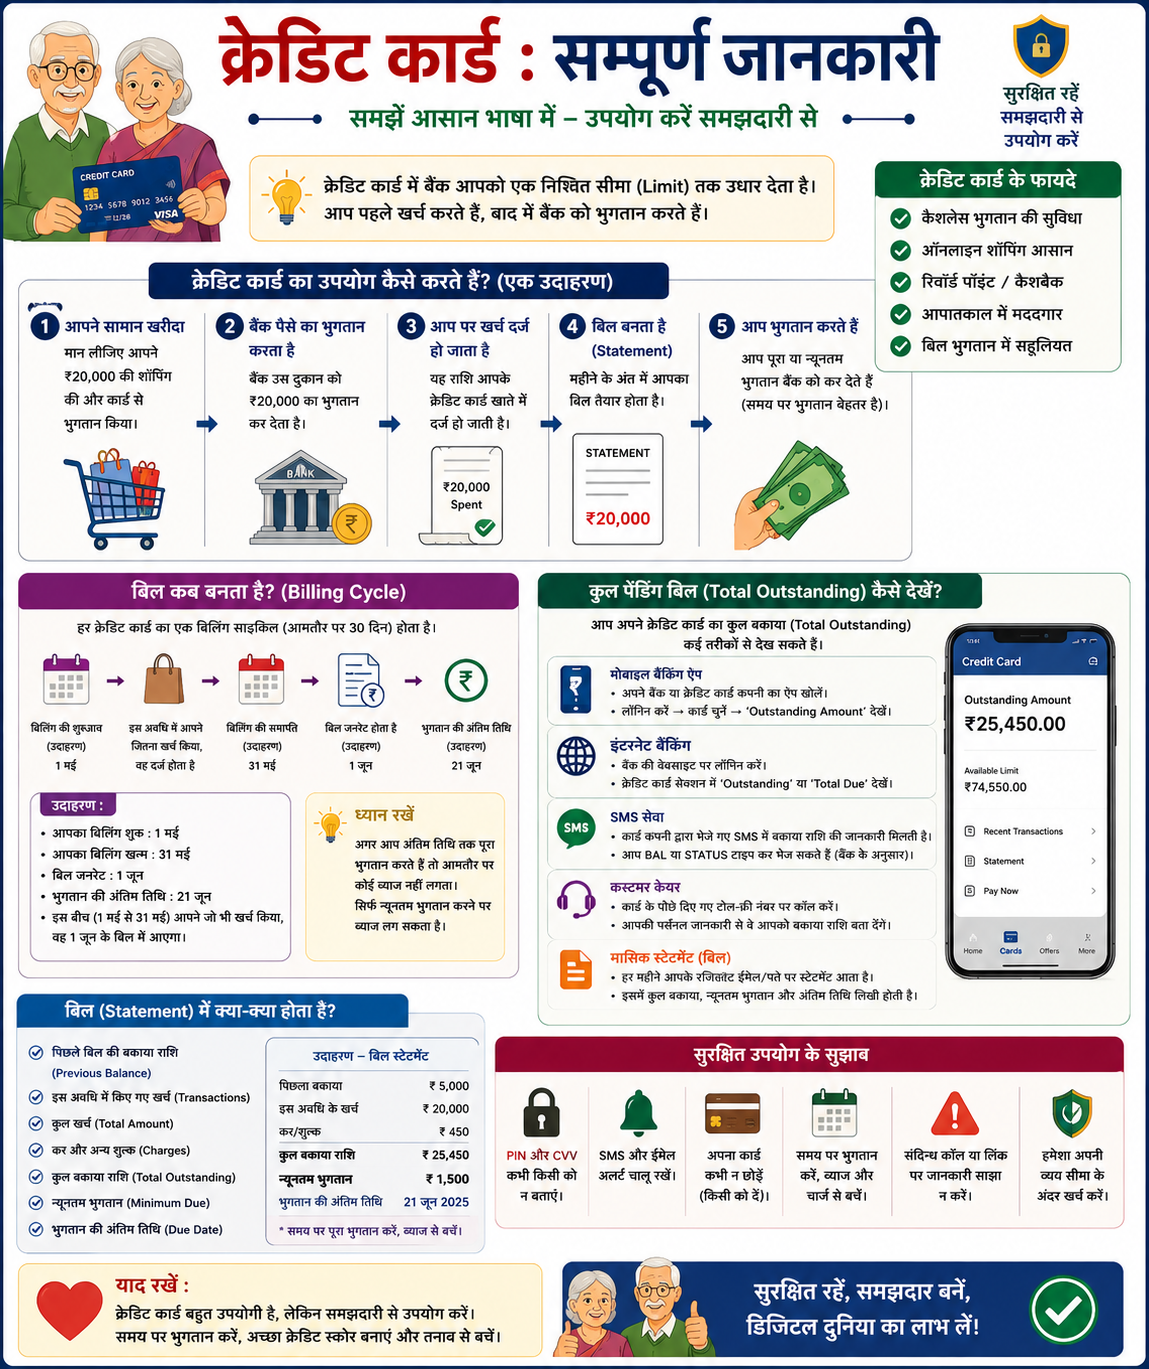 क्रेडिट कार्ड : सम्पूर्ण जानकारी
समझें आसान भाषा में – उपयोग करें समझदारी से
सुरक्षित रहें
समझदारी से
उपयोग करें
CREDIT CARD
1234 5678 9012 3456
11/26
VISA
क्रेडिट कार्ड में बैंक आपको एक निश्चित सीमा (Limit) तक उधार देता है।
आप पहले खर्च करते हैं, बाद में बैंक को भुगतान करते हैं।
क्रेडिट कार्ड के फायदे
कैशलेस भुगतान की सुविधा
ऑनलाइन शॉपिंग आसान
रिवॉर्ड पॉइंट / कैशबैक
आपातकाल में मददगार
बिल भुगतान में सहूलियत
क्रेडिट कार्ड का उपयोग कैसे करते हैं? (एक उदाहरण)
1 आपने सामान खरीदा
मान लीजिए आपने
₹20,000 की शॉपिंग
की और कार्ड से
भुगतान किया।
2 बैंक पैसे का भुगतान
करता है
बैंक उस दुकान को
₹20,000 का भुगतान
कर देता है।
BANK
₹
3 आप पर खर्च दर्ज
हो जाता है
यह राशि आपके
क्रेडिट कार्ड खाते में
दर्ज हो जाती है।
₹20,000
Spent
4 बिल बनता है
(Statement)
महीने के अंत में आपका
बिल तैयार होता है।
STATEMENT
₹20,000
5 आप भुगतान करते हैं
आप पूरा या न्यूनतम
भुगतान बैंक को कर देते हैं
(समय पर भुगतान बेहतर है)।
बिल कब बनता है? (Billing Cycle)
हर क्रेडिट कार्ड का एक बिलिंग साइकिल (आमतौर पर 30 दिन) होता है।
₹
₹
बिलिंग की शुरूआव
(उदाहरण)
1 मई
इस अवधि में आपने
जितना खर्च किया,
वह दर्ज होता है
बिलिंग की समाप्ति
(उदाहरण)
31 मई
बिल जनरेट होता है
(उदाहरण)
1 जून
भुगतान की अंतिम तिथि
(उदाहरण)
21 जून
उदाहरण :
• आपका बिलिंग शुरू : 1 मई
• आपका बिलिंग खत्म : 31 मई
• बिल जनरेट : 1 जून
• भुगतान की अंतिम तिथि : 21 जून
• इस बीच (1 मई से 31 मई) आपने जो भी खर्च किया,
वह 1 जून के बिल में आएगा।
ध्यान रखें
अगर आप अंतिम तिथि तक पूरा
भुगतान करते हैं तो आमतौर पर
कोई ब्याज नहीं लगता।
सिर्फ न्यूनतम भुगतान करने पर
ब्याज लग सकता है।
कुल पेंडिंग बिल (Total Outstanding) कैसे देखें?
आप अपने क्रेडिट कार्ड का कुल बकाया (Total Outstanding)
कई तरीकों से देख सकते हैं।
₹
मोबाइल बैंकिंग ऐप
• अपने बैंक या क्रेडिट कार्ड कंपनी का ऐप खोलें।
• लॉगिन करें → कार्ड चुनें → 'Outstanding Amount' देखें।
इंटरनेट बैंकिंग
• बैंक की वेबसाइट पर लॉगिन करें।
• क्रेडिट कार्ड सेक्शन में 'Outstanding' या 'Total Due' देखें।
SMS
SMS सेवा
• कार्ड कंपनी द्वारा भेजे गए SMS में बकाया राशि की जानकारी मिलती है।
• आप BAL या STATUS टाइप कर भेज सकते हैं (बैंक के अनुसार)।
कस्टमर केयर
• कार्ड के पीछे दिए गए टोल-फ्री नंबर पर कॉल करें।
• आपकी पर्सनल जानकारी से वे आपको बकाया राशि बता देंगे।
मासिक स्टेटमेंट (बिल)
• हर महीने आपके रजिस्टर्ड ईमेल/पते पर स्टेटमेंट आता है।
• इसमें कुल बकाया, न्यूनतम भुगतान और अंतिम तिथि लिखी होती है।
Credit Card
Outstanding Amount
₹25,450.00
Available Limit
₹74,550.00
Recent Transactions
Statement
Pay Now
Home Cards Offers More
बिल (Statement) में क्या-क्या होता है?
पिछले बिल की बकाया राशि
(Previous Balance)
इस अवधि में किए गए खर्च (Transactions)
कुल खर्च (Total Amount)
कर और अन्य शुल्क (Charges)
कुल बकाया राशि (Total Outstanding)
न्यूनतम भुगतान (Minimum Due)
भुगतान की अंतिम तिथि (Due Date)
उदाहरण – बिल स्टेटमेंट
पिछला बकाया ₹ 5,000
इस अवधि के खर्च ₹ 20,000
कर/शुल्क ₹ 450
कुल बकाया राशि ₹ 25,450
न्यूनतम भुगतान ₹ 1,500
भुगतान की अंतिम तिथि 21 जून 2025
* समय पर पूरा भुगतान करें, ब्याज से बचें।
सुरक्षित उपयोग के सुझाव
PIN और CVV
कभी किसी को
न बताएं।
SMS और ईमेल
अलर्ट चालू रखें।
अपना कार्ड
कभी न छोड़ें
(किसी को दें)।
समय पर भुगतान
करें, ब्याज और
चार्ज से बचें।
संदिग्ध कॉल या लिंक
पर जानकारी साझा
न करें।
हमेशा अपनी
व्यय सीमा के
अंदर खर्च करें।
याद रखें :
क्रेडिट कार्ड बहुत उपयोगी है, लेकिन समझदारी से उपयोग करें।
समय पर भुगतान करें, अच्छा क्रेडिट स्कोर बनाएं और तनाव से बचें।
सुरक्षित रहें, समझदार बनें,
डिजिटल दुनिया का लाभ लें!